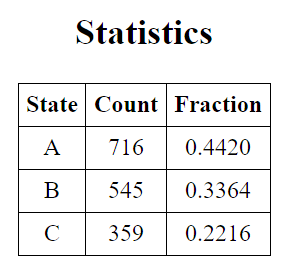 Statistics
State Count Fraction
A 716 0.4420
B 545 0.3364
C 359 0.2216